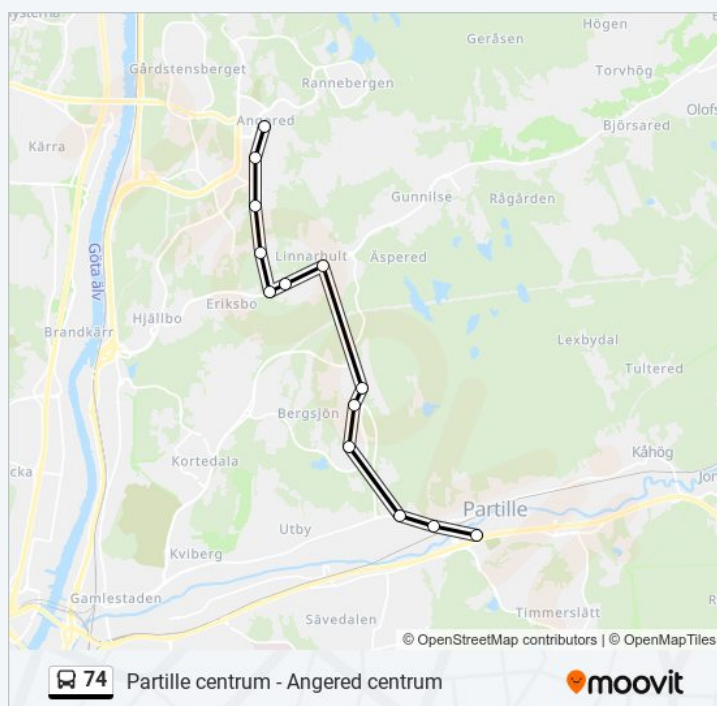 Högen
Geråsen
Gårdstensberget
Torvhög
Rannebergen
Angered
Björsared
Kärra
Gunnilse
Rågården
Linnarhult
Äspered
Göta älv
Eriksbo
Hjällbo
Brandkärr
Lexbydal
Tultered
Bergsjön
Kåhög
Kortedala
Partille
Utby
Kviberg
Gamlestaden
Timmerslätt
Sävedalen
© OpenStreetMap contributors | © OpenMapTiles
74 Partille centrum - Angered centrum
moovit